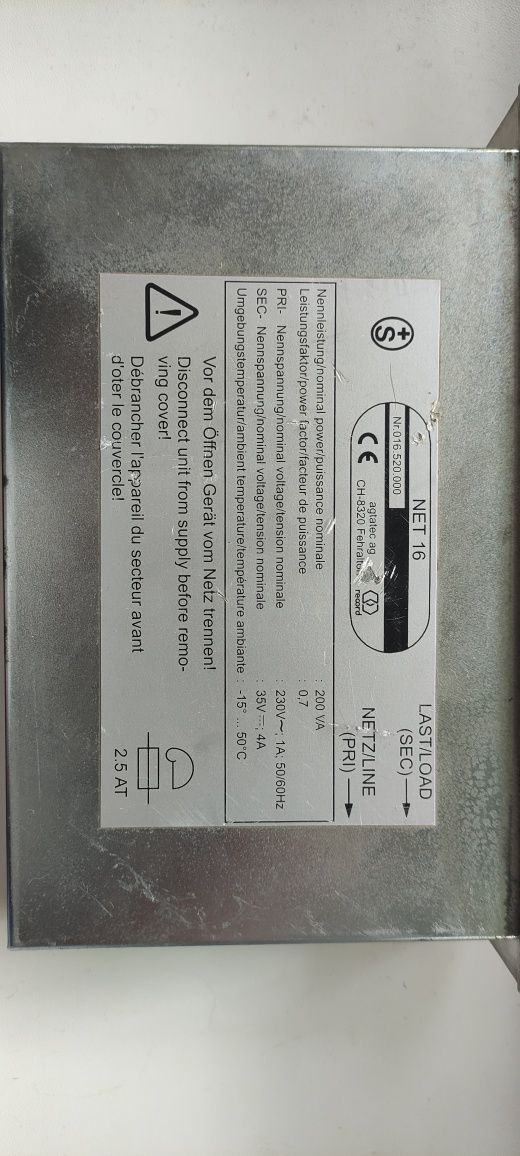 NET 16
LAST/LOAD
(SEC)
Nr.016.520.000
NETZ/LINE
(PRI)
+S
CE
agtatec ag
CH-8320 Fehraltorf
record
Nennleistung/nominal power/puissance nominale : 200 VA
Leistungsfaktor/power factor/facteur de puissance : 0,7
PRI- Nennspannung/nominal voltage/tension nominale : 230V~; 1A; 50/60Hz
SEC- Nennspannung/nominal voltage/tension nominale : 35V⎓; 4A
Umgebungstemperatur/ambient temperature/température ambiante : -15° ... 50°C
Vor dem Öffnen Gerät vom Netz trennen!
Disconnect unit from supply before remo-
ving cover!
Débrancher l'appareil du secteur avant
d'oter le couvercle!
2.5 AT